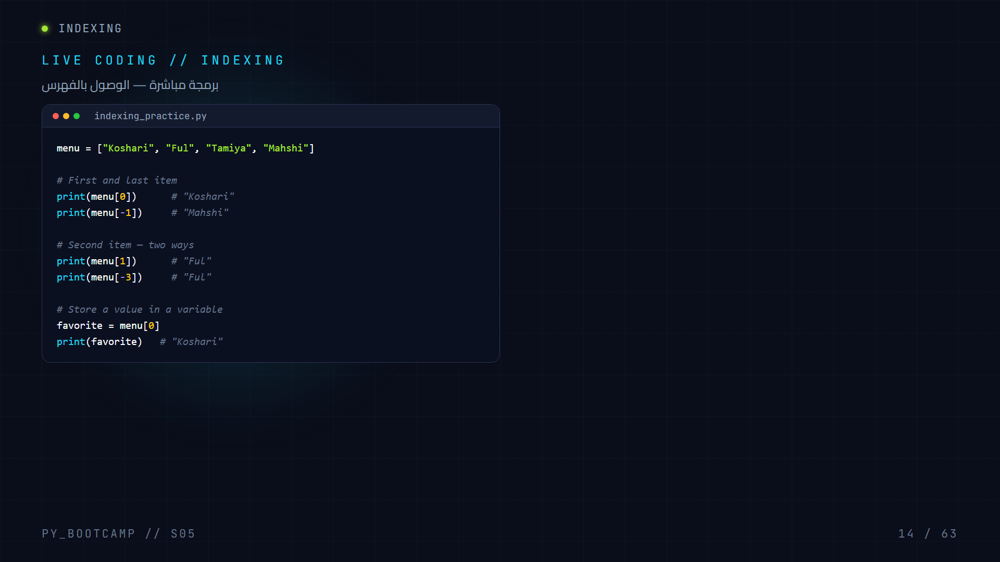 INDEXING
LIVE CODING // INDEXING
برمجة مباشرة — الوصول بالفهرس
indexing_practice.py
menu = ["Koshari", "Ful", "Tamiya", "Mahshi"]
# First and last item
print(menu[0])      # "Koshari"
print(menu[-1])     # "Mahshi"
# Second item — two ways
print(menu[1])      # "Ful"
print(menu[-3])     # "Ful"
# Store a value in a variable
favorite = menu[0]
print(favorite)   # "Koshari"
PY_BOOTCAMP // S05
14 / 63